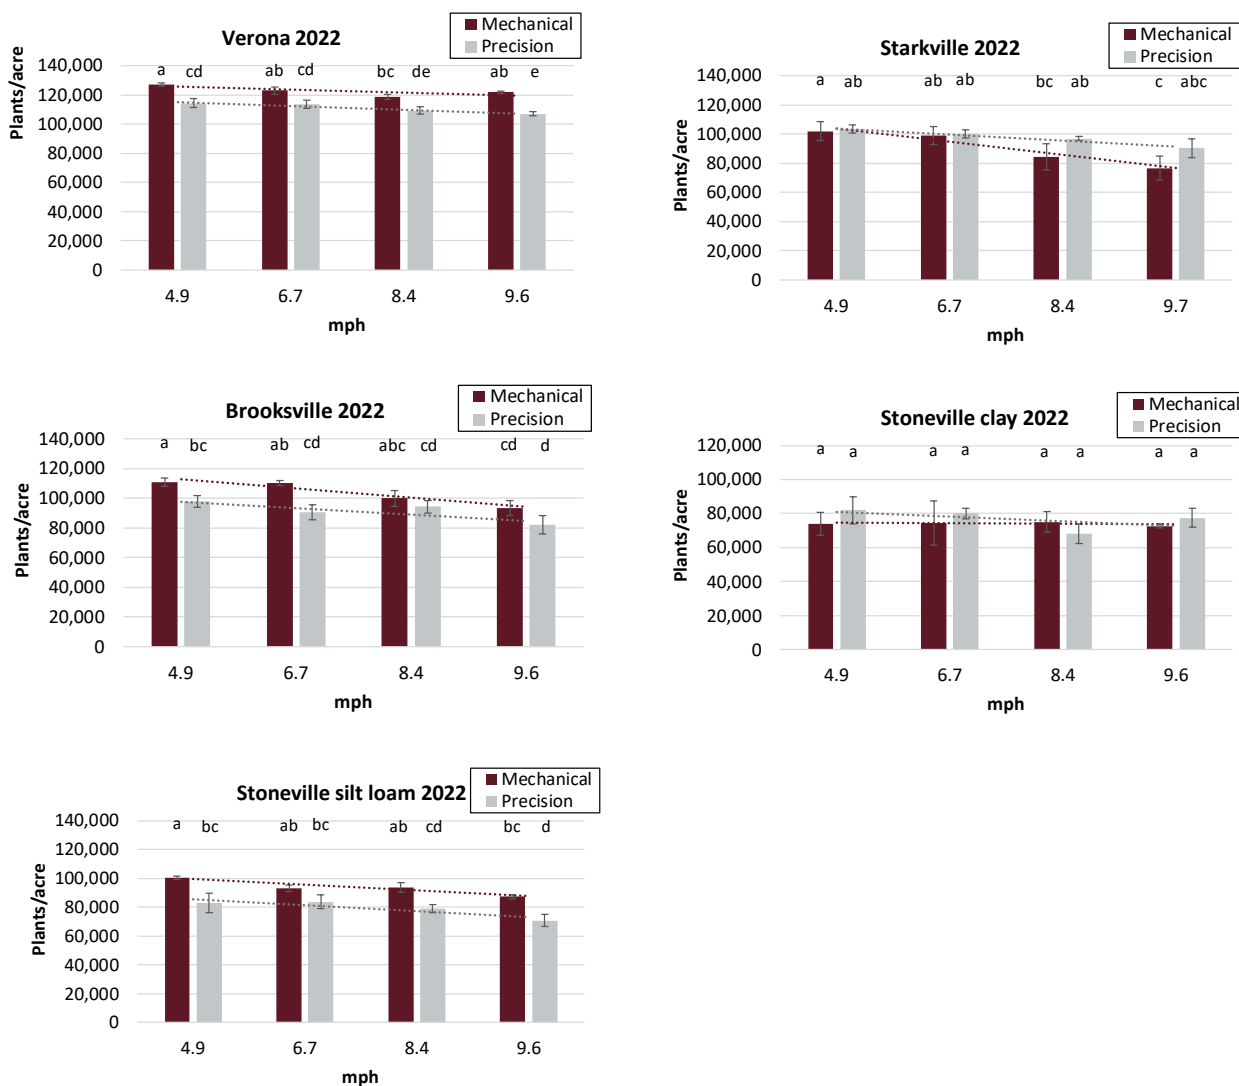 Verona 2022
Mechanical
Precision
Plants/acre
140,000
120,000
100,000
80,000
60,000
40,000
20,000
0
a cd ab cd bc de ab e
4.9 6.7 8.4 9.6
mph
Starkville 2022
Mechanical
Precision
Plants/acre
140,000
120,000
100,000
80,000
60,000
40,000
20,000
0
a ab ab ab bc ab c abc
4.9 6.7 8.4 9.7
mph
Brooksville 2022
Mechanical
Precision
Plants/acre
140,000
120,000
100,000
80,000
60,000
40,000
20,000
0
a bc ab cd abc cd cd d
4.9 6.7 8.4 9.6
mph
Stoneville clay 2022
Mechanical
Precision
Plants/acre
120,000
100,000
80,000
60,000
40,000
20,000
0
a a a a a a a a
4.9 6.7 8.4 9.6
mph
Stoneville silt loam 2022
Mechanical
Precision
Plants/acre
140,000
120,000
100,000
80,000
60,000
40,000
20,000
0
a bc ab bc ab cd bc d
4.9 6.7 8.4 9.6
mph